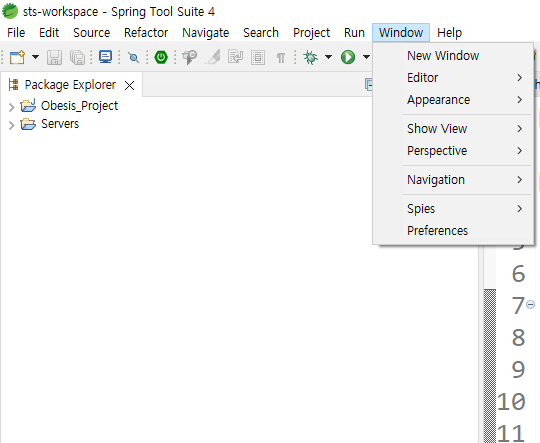 sts-workspace - Spring Tool Suite 4
File Edit Source Refactor Navigate Search Project Run Window Help
Package Explorer
Obesis_Project
Servers
New Window
Editor
Appearance
Show View
Perspective
Navigation
Spies
Preferences
6
7
8
9
10
11